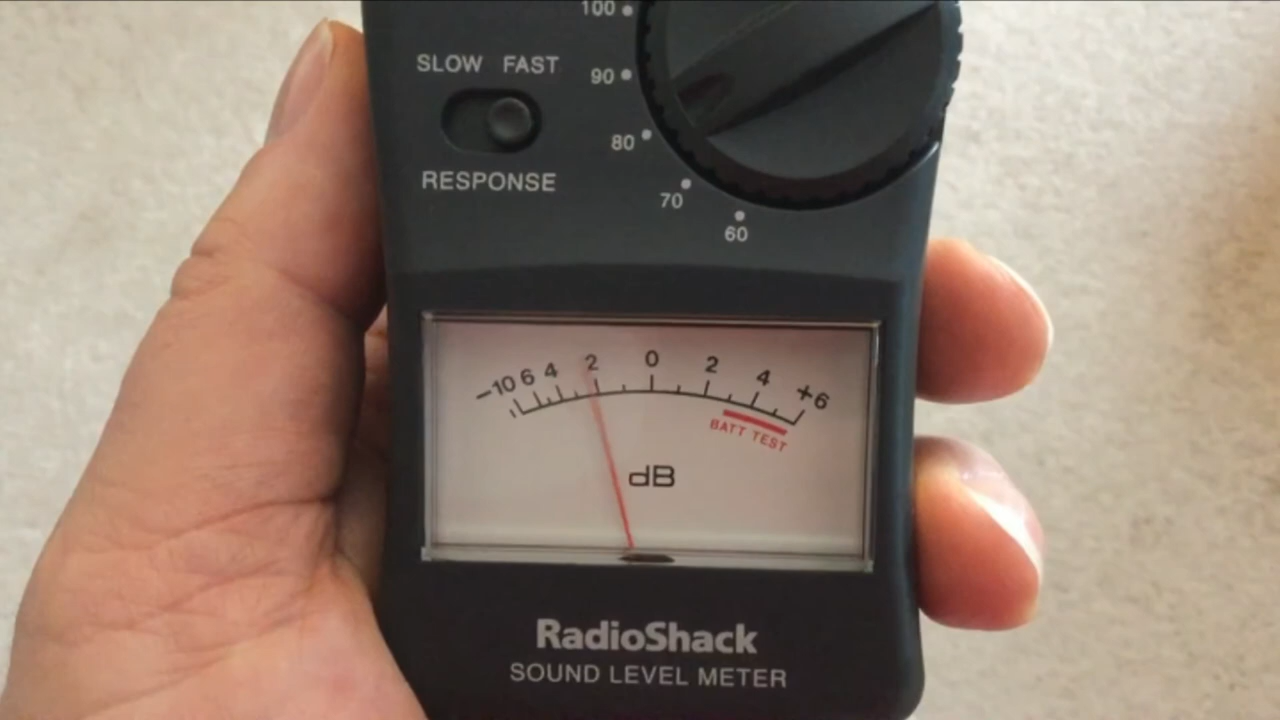 100
SLOW FAST
90
80
RESPONSE
70
60
−10 6 4 2 0 2 4 +6
BATT TEST
dB
RadioShack
SOUND LEVEL METER